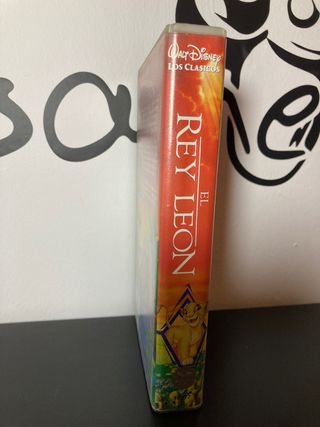 Walt Disney
LOS CLASICOS
EL
REY LEON